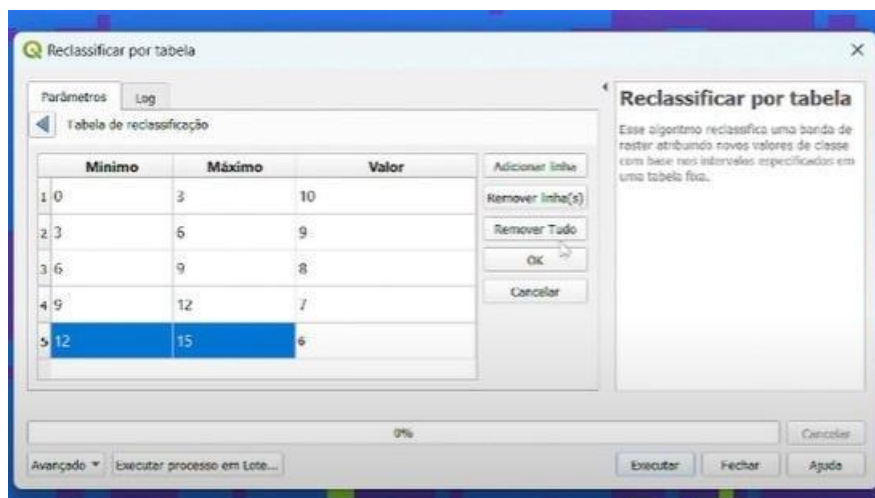 Reclassificar por tabela
Parâmetros Log
Tabela de reclassificação
Mínimo Máximo Valor
1 0 3 10
2 3 6 9
3 6 9 8
4 9 12 7
5 12 15 6
Adicionar linha
Remover linha(s)
Remover Tudo
OK
Cancelar
Reclassificar por tabela
Esse algoritmo reclassifica uma banda de
raster atribuindo novos valores de classe
com base nos intervalos especificados em
uma tabela fixa.
0% Cancelar
Avançado Executar processo em Lote... Executar Fechar Ajuda